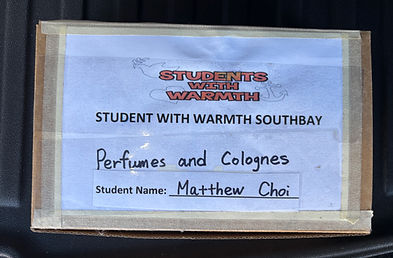 STUDENTS
WITH
WARMTH
STUDENT WITH WARMTH SOUTHBAY
Perfumes and Colognes
Student Name: Matthew Choi